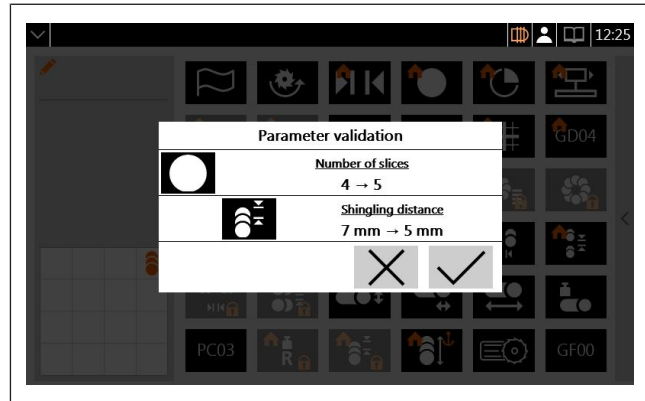 12:25
Parameter validation
Number of slices
4 → 5
GD04
Shingling distance
7 mm → 5 mm
PC03
R
GF00